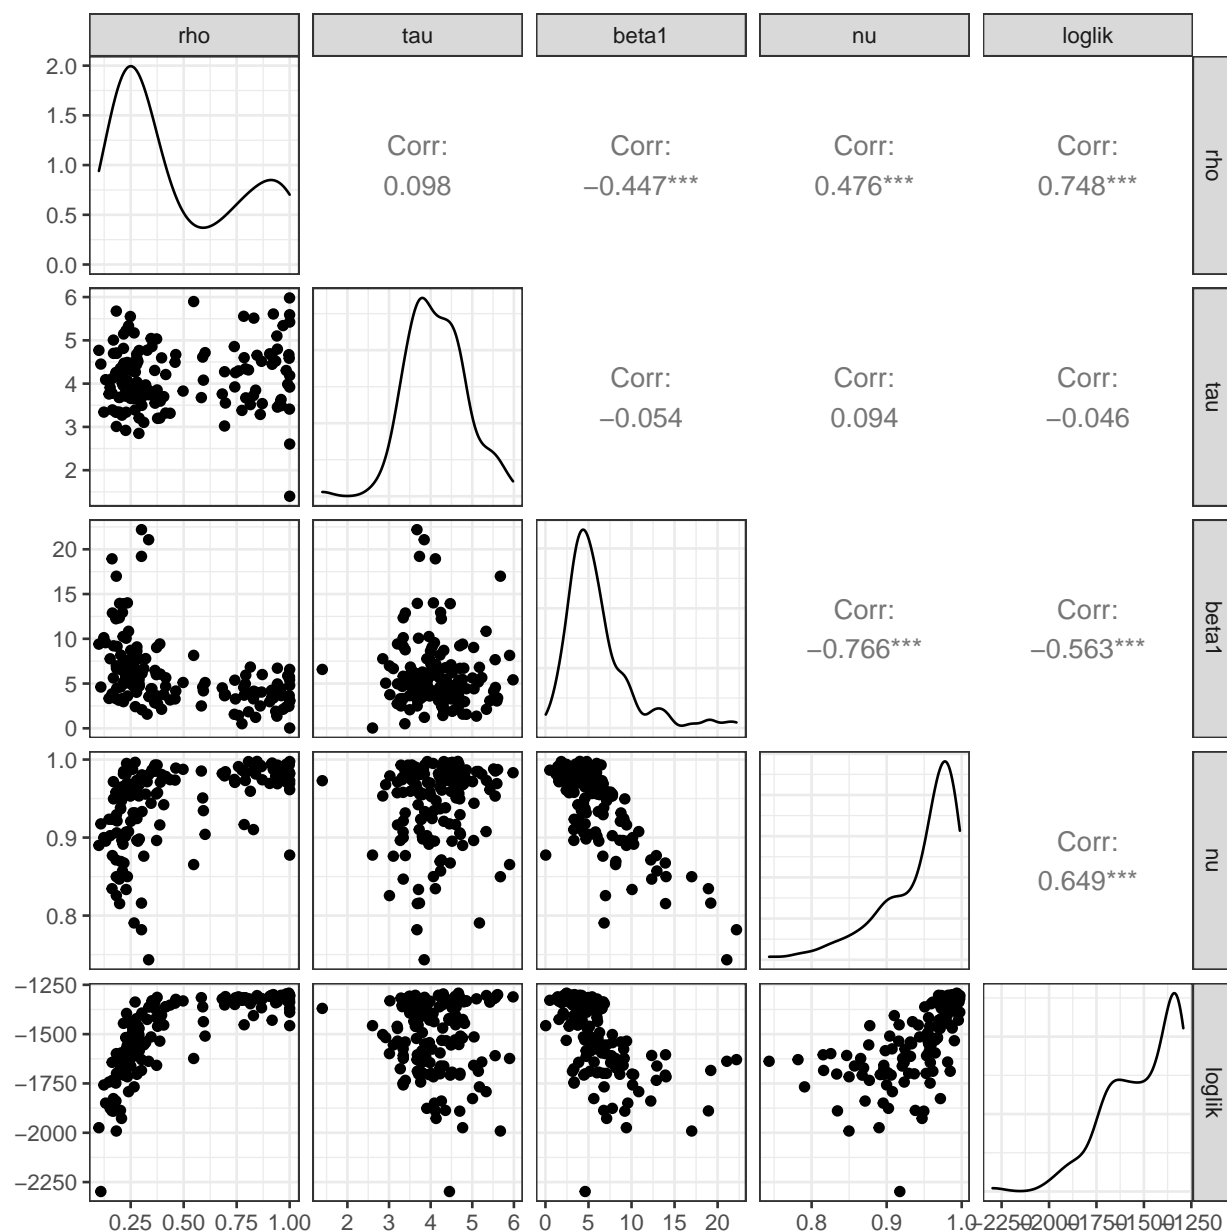 rho tau beta1 nu loglik
2.0
1.5
1.0
0.5
0.0
Corr:
0.098
Corr:
−0.447***
Corr:
0.476***
Corr:
0.748***
rho
6
5
4
3
2
Corr:
−0.054
Corr:
0.094
Corr:
−0.046
tau
20
15
10
5
0
Corr:
−0.766***
Corr:
−0.563***
beta1
1.0
0.9
0.8
Corr:
0.649***
nu
−1250
−1500
−1750
−2000
−2250
loglik
0.25 0.50 0.75 1.00 2 3 4 5 6 0 5 10 15 20 0.8 0.9 1.0 −2250 −2000 −1750 −1500 −1250